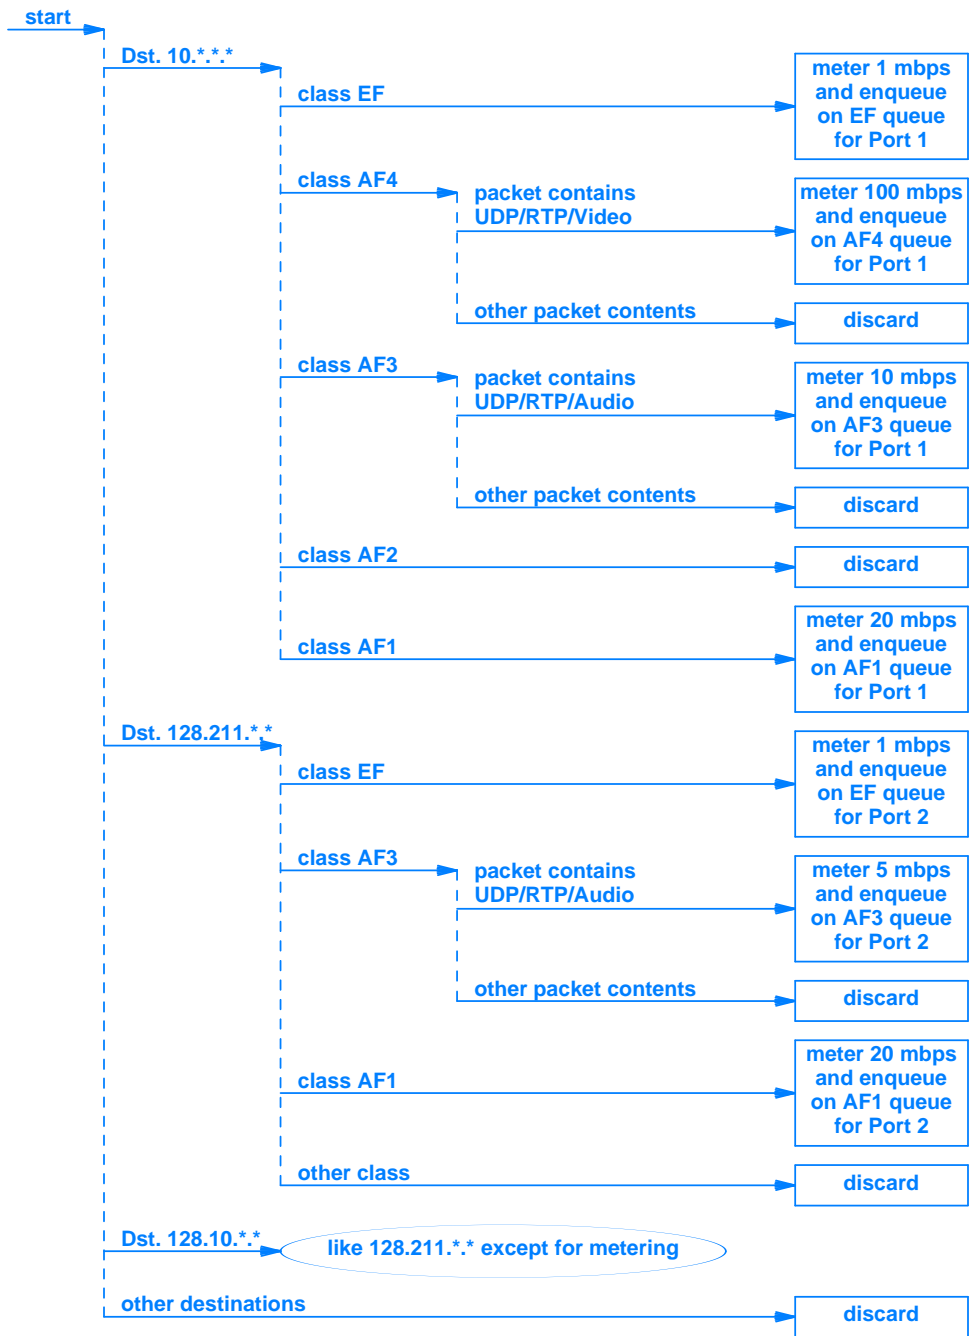 start
Dst. 10.*.*.*
class EF
meter 1 mbps
and enqueue
on EF queue
for Port 1
class AF4
packet contains
UDP/RTP/Video
meter 100 mbps
and enqueue
on AF4 queue
for Port 1
other packet contents
discard
class AF3
packet contains
UDP/RTP/Audio
meter 10 mbps
and enqueue
on AF3 queue
for Port 1
other packet contents
discard
class AF2
discard
class AF1
meter 20 mbps
and enqueue
on AF1 queue
for Port 1
Dst. 128.211.*.*
class EF
meter 1 mbps
and enqueue
on EF queue
for Port 2
class AF3
packet contains
UDP/RTP/Audio
meter 5 mbps
and enqueue
on AF3 queue
for Port 2
other packet contents
discard
class AF1
meter 20 mbps
and enqueue
on AF1 queue
for Port 2
other class
discard
Dst. 128.10.*.*
like 128.211.*.* except for metering
other destinations
discard